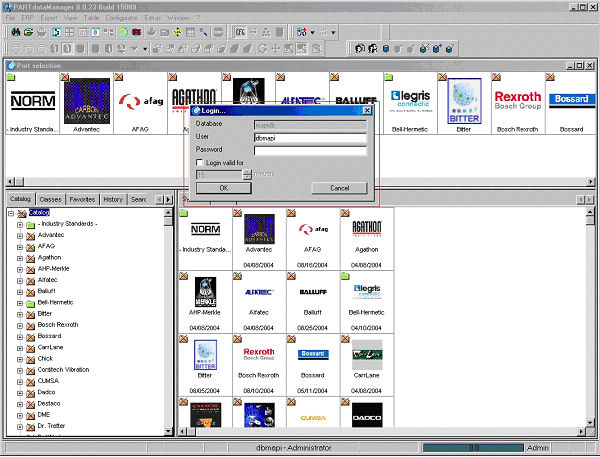 PARTdataManager 8.0.23 Build 15089
File ERP Export View Table Configurator Extras Window ?
Part selection
NORM
CARBON ADVANTEC
afag
AGATHON
ALFATEC
BALLUFF
legris connectic
BITTER
Rexroth Bosch Group
Bossard
- Industry Standa...
Advantec
AFAG
Bell-Hermetic
Bitter
Bosch Rexroth
Bossard
Login...
Database
mapidb
User
dbmapi
Password
Login valid for
15 minutes
OK Cancel
Catalog Classes Favorites History Searc
Catalog
- Industry Standards -
Advantec
AFAG
Agathon
AHP-Merkle
Alfatec
Balluff
Bell-Hermetic
Bitter
Bosch Rexroth
Bossard
CarrLane
Chick
Contitech Vibration
CUMSA
Dadco
Destaco
DME
Dr. Tretter
NORM
CARBON ADVANTEC
afag
AGATHON
- Industry Standa...
Advantec
AFAG
Agathon
04/08/2004
08/16/2004
04/08/2004
MERKLE
ALFATEC
BALLUFF
legris connectic
AHP-Merkle
Alfatec
Balluff
Bell-Hermetic
04/08/2004
04/08/2004
08/25/2004
04/10/2004
BITTER
Rexroth Bosch Group
Bossard
Carr Lane
Bitter
Bosch Rexroth
Bossard
CarrLane
08/05/2004
08/10/2004
05/11/2004
04/08/2004
CUMSA
DADCO
dbmapi - Administrator
0.0
Admin